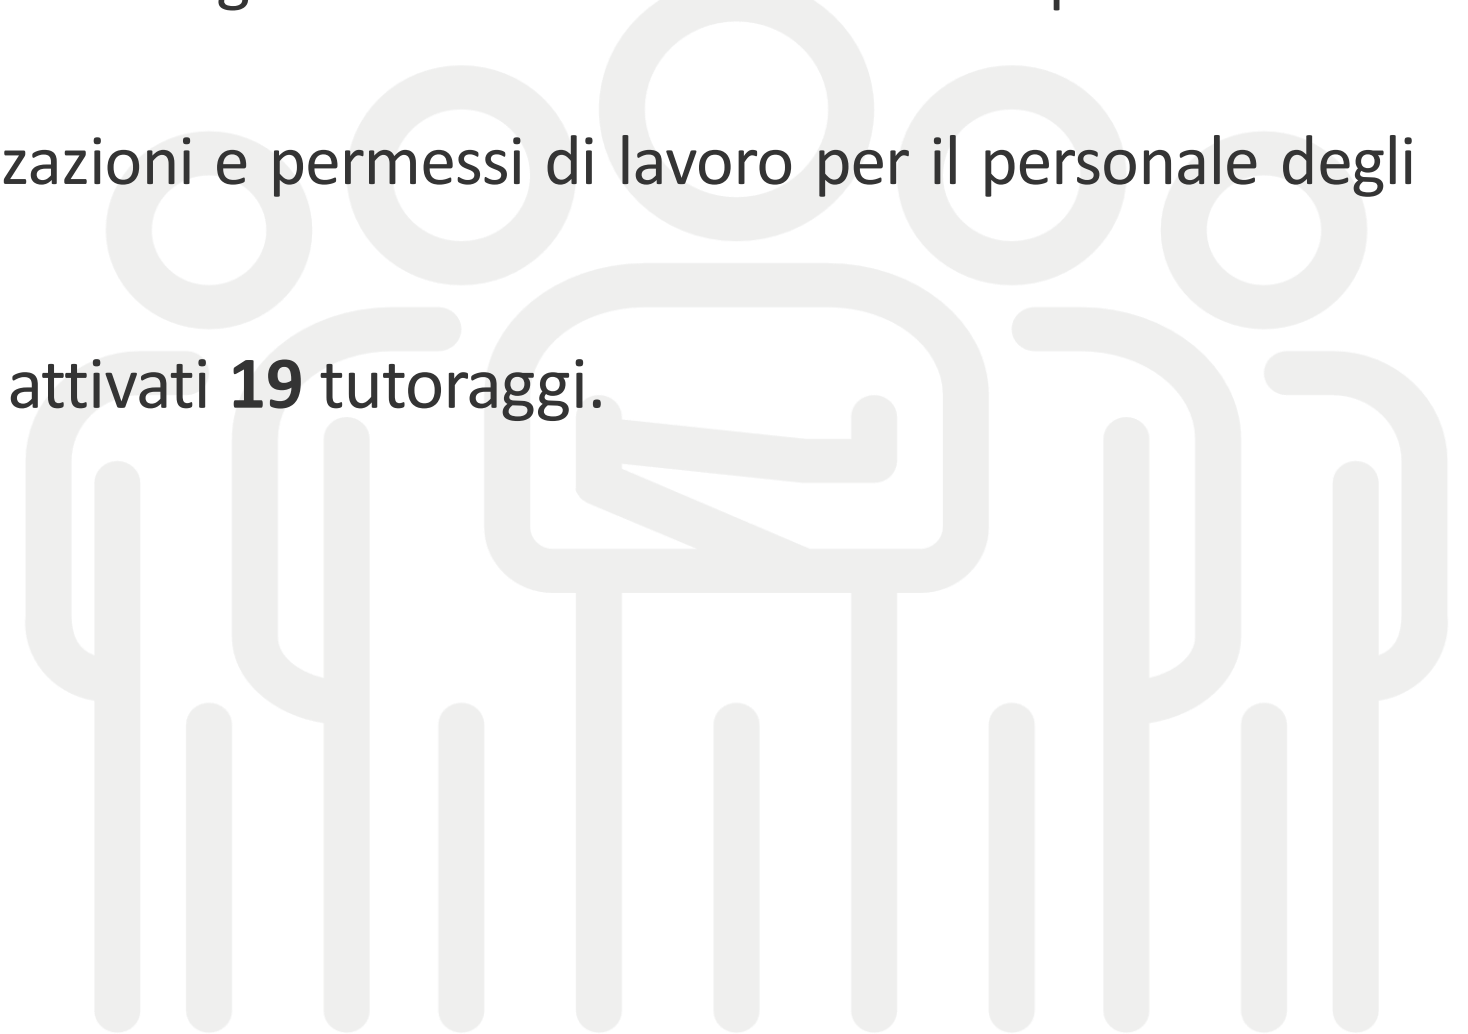 zazioni e permessi di lavoro per il personale degli
attivati 19 tutoraggi.